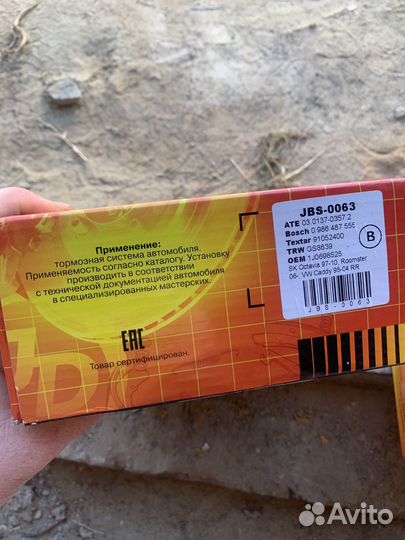 Применение:
тормозная система автомобиля.
Применяемость согласно каталогу. Установку
производить в соответствии
с технической документацией автомобиля
в специализированных мастерских.
EAC
Товар сертифицирован.
JBS-0063
ATE 03.0137-0357.2
Bosch 0 986 487 555
Textar 91052400
TRW GS8639
OEM 1J0698525
SK Octavia 97-10, Roomster
06-, VW Caddy 95-04 RR
B
JBS-0063
Avito